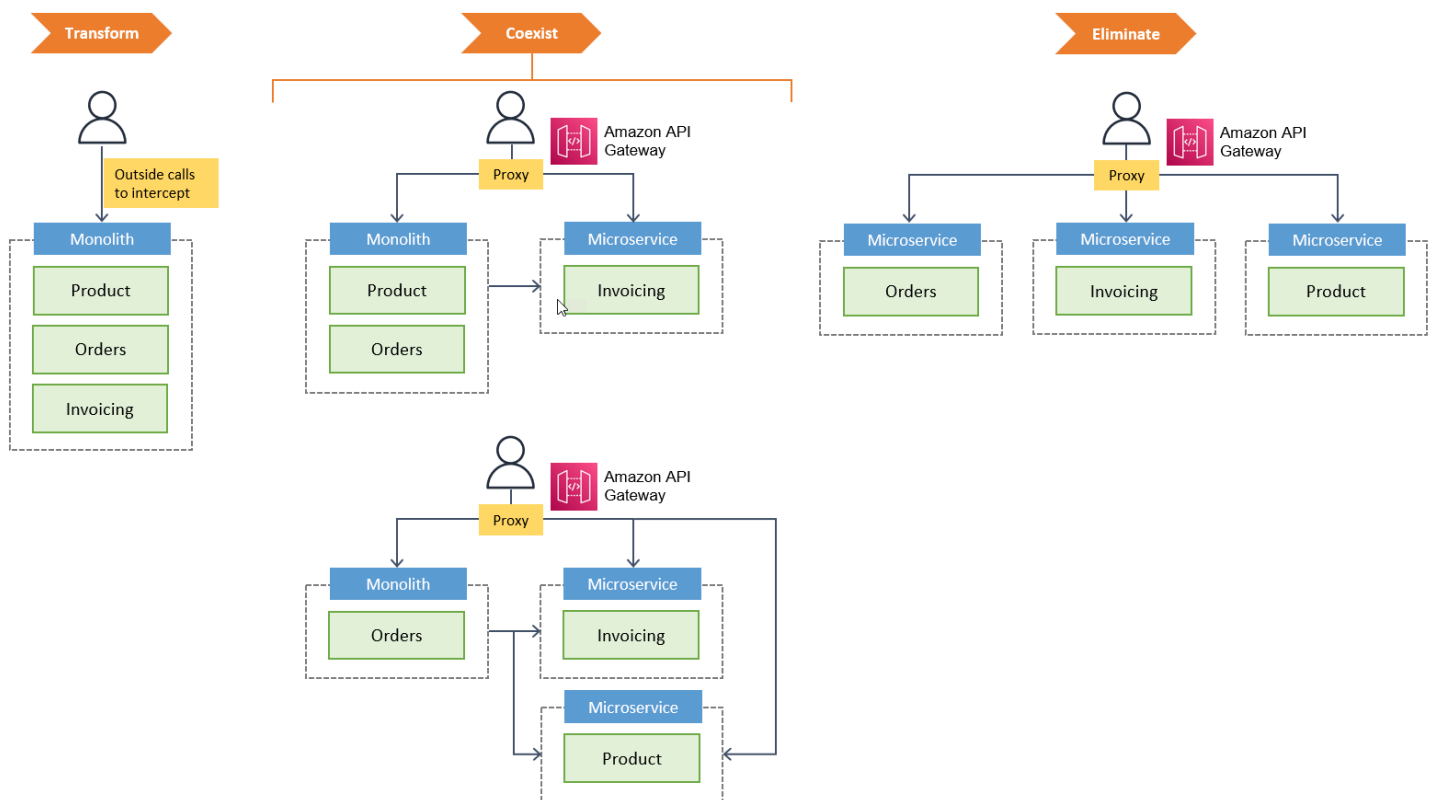 Transform
Coexist
Eliminate
Outside calls
to intercept
Monolith
Product
Orders
Invoicing
Amazon API
Gateway
Proxy
Monolith
Product
Orders
Microservice
Invoicing
Amazon API
Gateway
Proxy
Monolith
Orders
Microservice
Invoicing
Microservice
Product
Amazon API
Gateway
Proxy
Microservice
Orders
Microservice
Invoicing
Microservice
Product